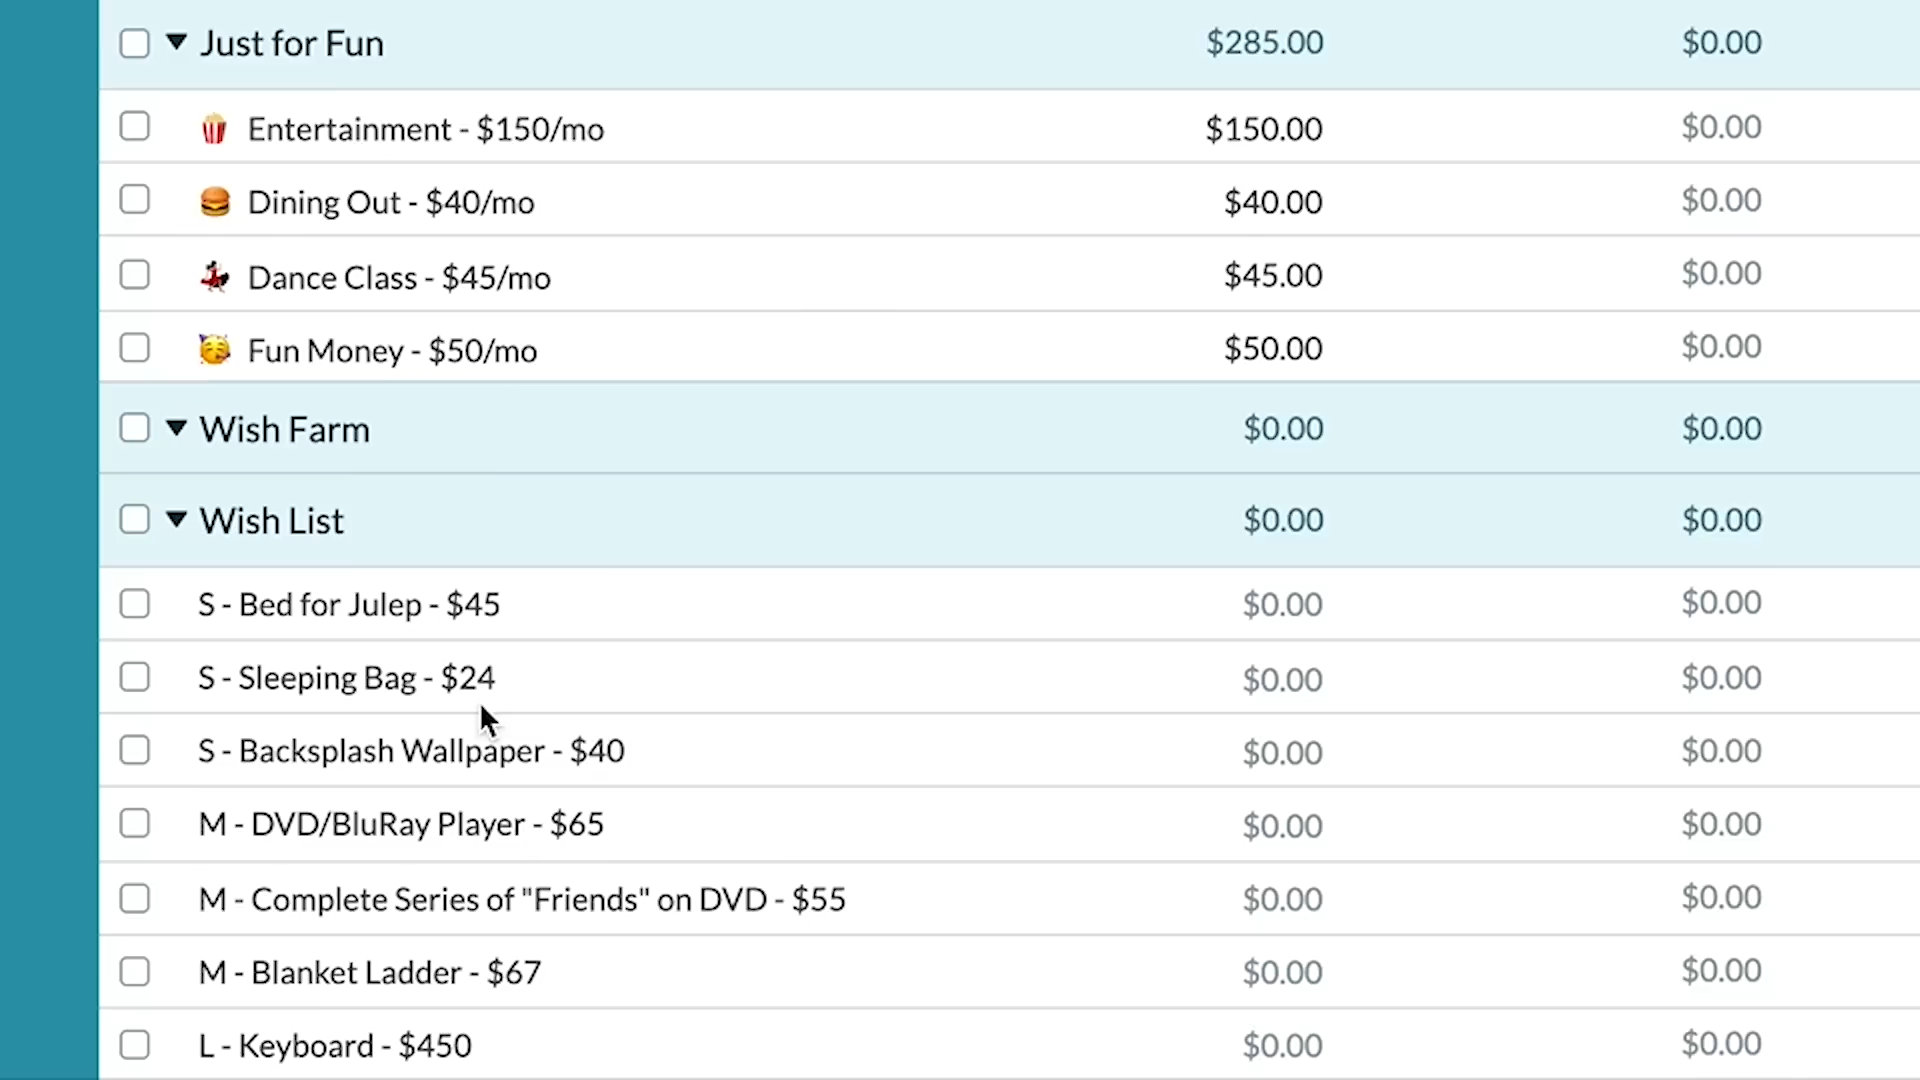 Just for Fun $285.00 $0.00
Entertainment - $150/mo $150.00 $0.00
Dining Out - $40/mo $40.00 $0.00
Dance Class - $45/mo $45.00 $0.00
Fun Money - $50/mo $50.00 $0.00
Wish Farm $0.00 $0.00
Wish List $0.00 $0.00
S - Bed for Julep - $45 $0.00 $0.00
S - Sleeping Bag - $24 $0.00 $0.00
S - Backsplash Wallpaper - $40 $0.00 $0.00
M - DVD/BluRay Player - $65 $0.00 $0.00
M - Complete Series of "Friends" on DVD - $55 $0.00 $0.00
M - Blanket Ladder - $67 $0.00 $0.00
L - Keyboard - $450 $0.00 $0.00